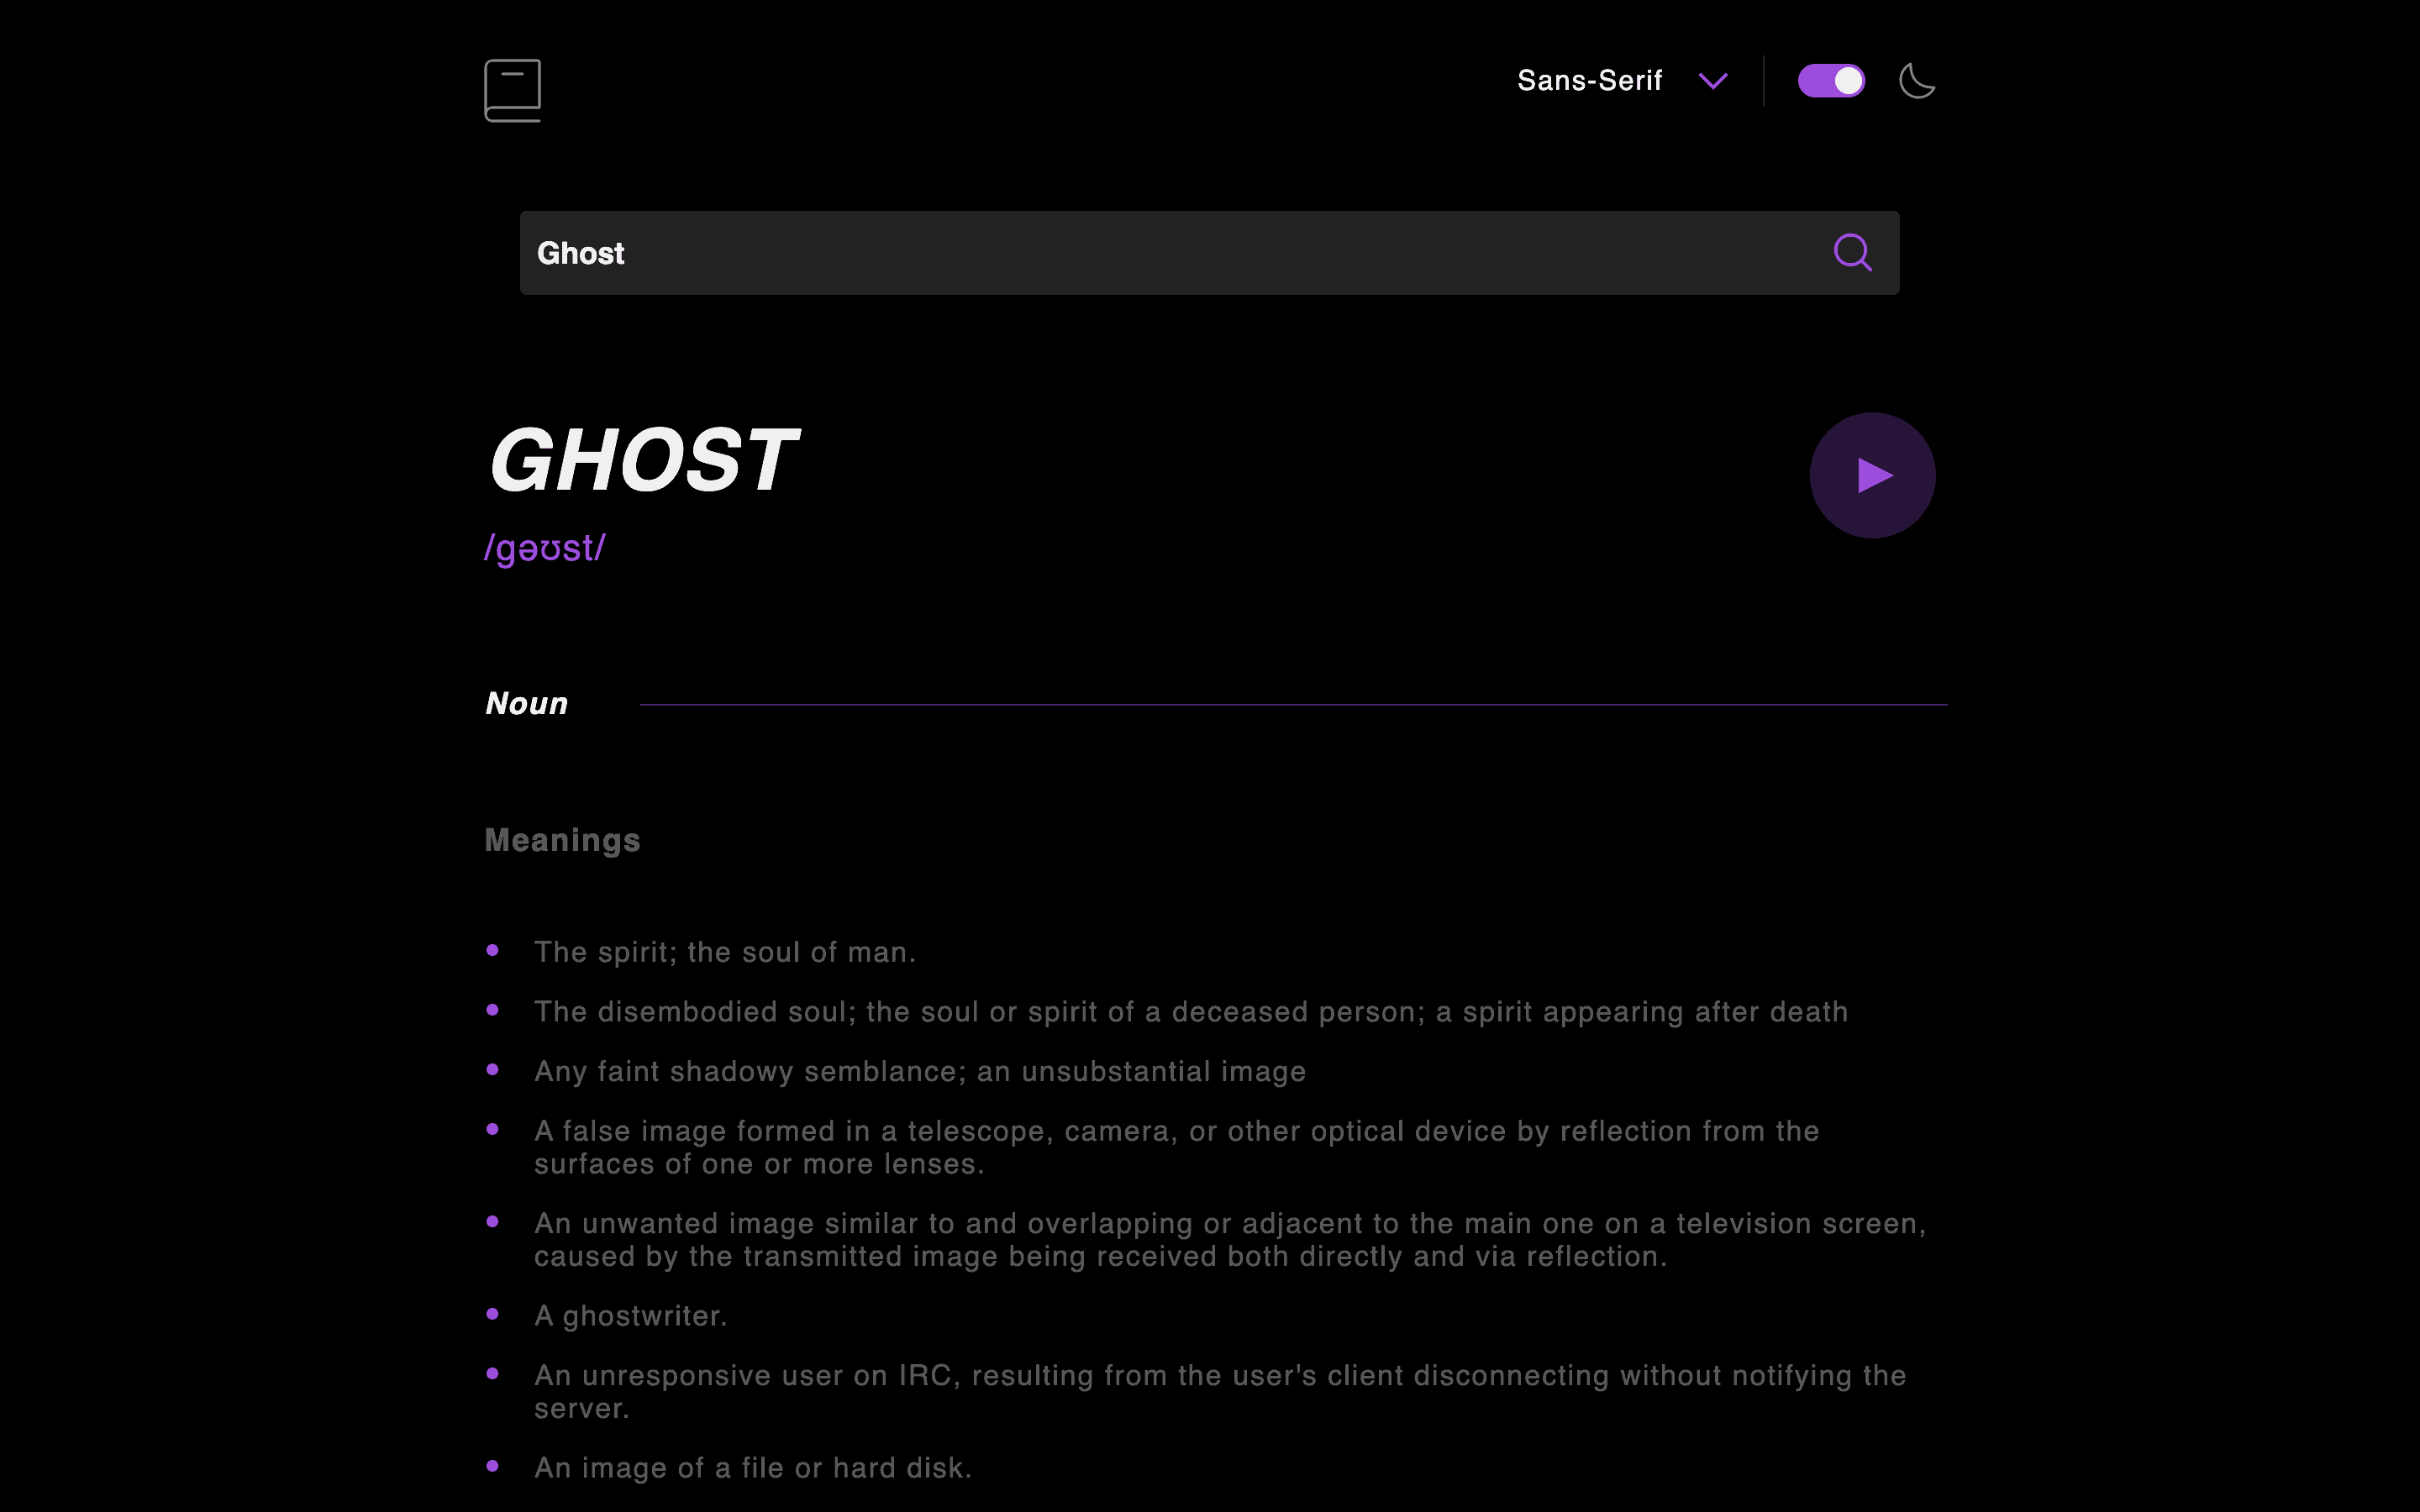 Sans-Serif
Ghost
GHOST
/ɡəʊst/
Noun
Meanings
The spirit; the soul of man.
The disembodied soul; the soul or spirit of a deceased person; a spirit appearing after death
Any faint shadowy semblance; an unsubstantial image
A false image formed in a telescope, camera, or other optical device by reflection from the
surfaces of one or more lenses.
An unwanted image similar to and overlapping or adjacent to the main one on a television screen,
caused by the transmitted image being received both directly and via reflection.
A ghostwriter.
An unresponsive user on IRC, resulting from the user's client disconnecting without notifying the
server.
An image of a file or hard disk.